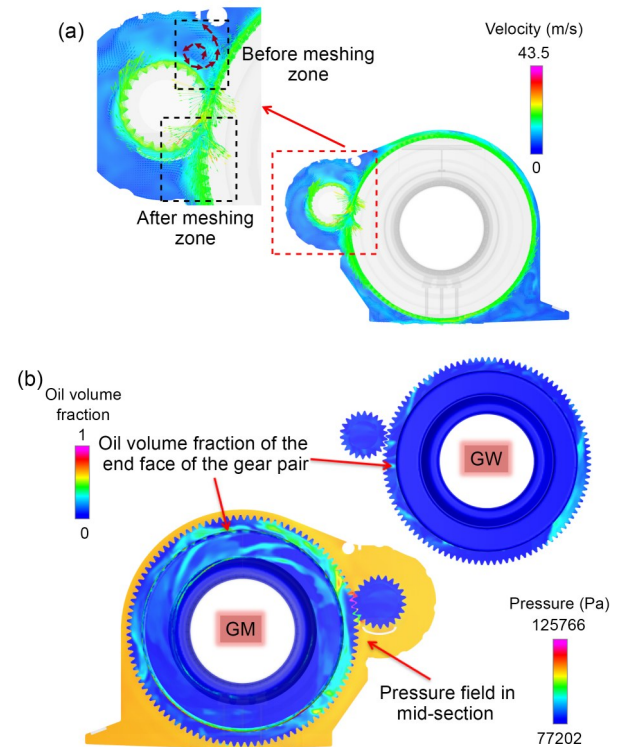 (a)
Before meshing
zone
After meshing
zone
Velocity (m/s)
43.5
0
(b)
Oil volume
fraction
1
0
Oil volume fraction of the
end face of the gear pair
GW
GM
Pressure field in
mid-section
Pressure (Pa)
125766
77202